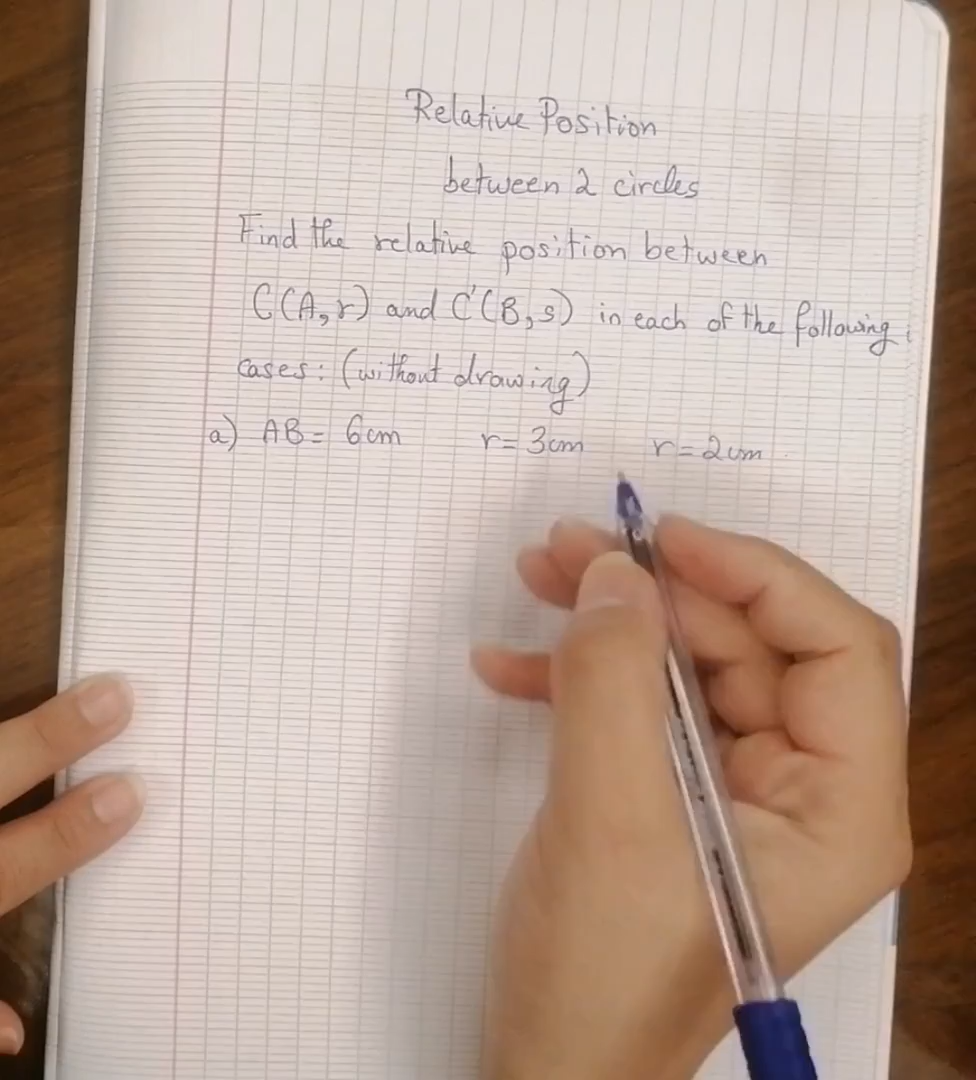 Relative Position
between 2 circles
Find the relative position between
C(A,r) and C'(B,s) in each of the following
cases: (without drawing)
a) AB = 6cm r = 3cm r = 2cm